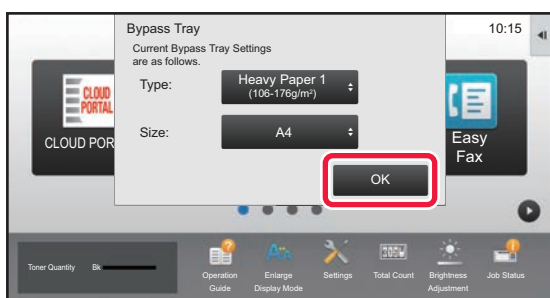 Bypass Tray
10:15
Current Bypass Tray Settings
are as follows.
Type:
Heavy Paper 1
(106-176g/m²)
Size:
A4
OK
CLOUD
PORTAL
CLOUD POR
Easy
Fax
Toner Quantity
Bk
Operation
Guide
Enlarge
Display Mode
Settings
Total Count
Brightness
Adjustment
Job Status